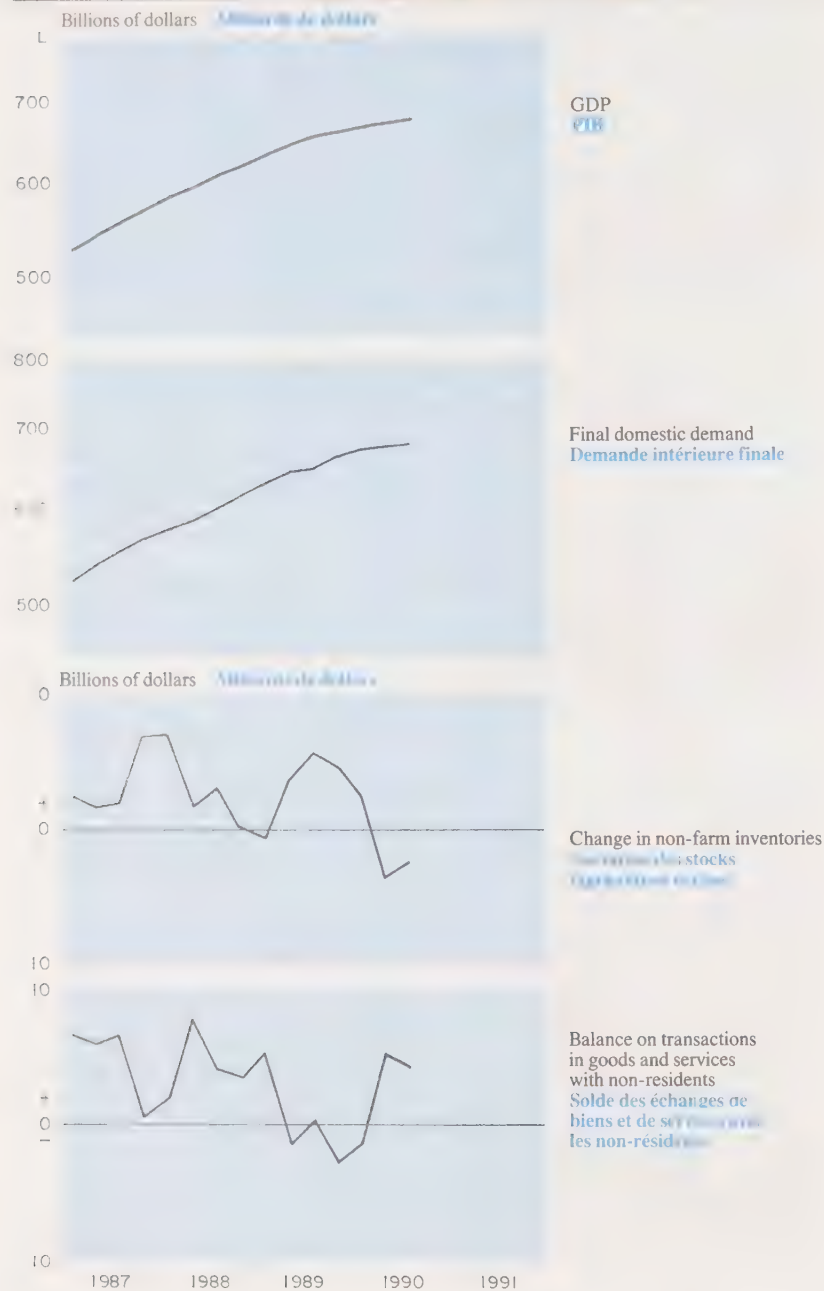 Billions of dollars
L
700
GDP
600
500
800
700
Final domestic demand
Demande intérieure finale
500
Billions of dollars
0
+
0
Change in non-farm inventories
stocks
10
10
Balance on transactions
in goods and services
with non-residents
Solde des échanges de
biens et de
+
0
−
les
10
1987 1988 1989 1990 1991